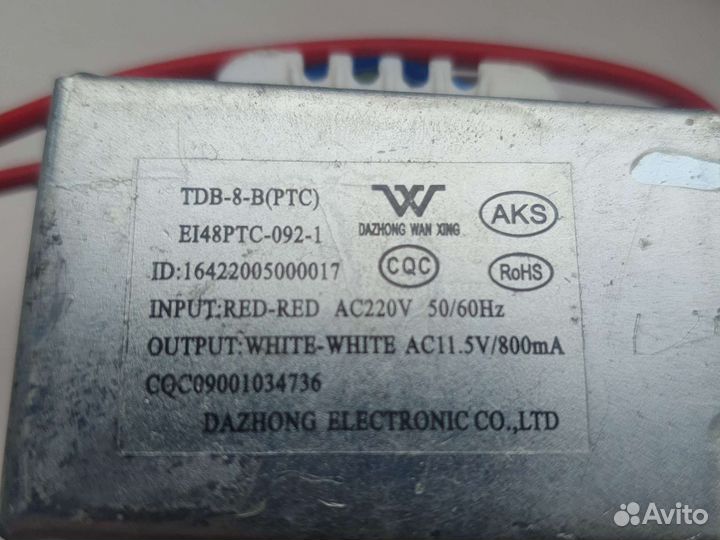 TDB-8-B(PTC)
EI48PTC-092-1
DAZHONG WAN XING
AKS
ID:16422005000017
CQC
RoHS
INPUT:RED-RED AC220V 50/60Hz
OUTPUT:WHITE-WHITE AC11.5V/800mA
CQC09001034736
DAZHONG ELECTRONIC CO.,LTD
Avito